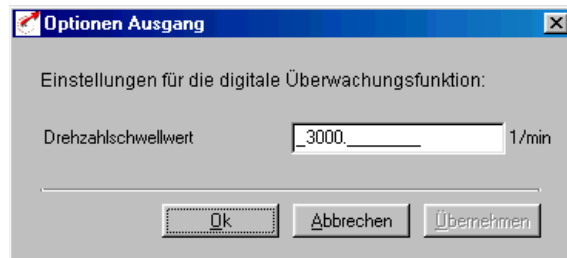 Optionen Ausgang
Einstellungen für die digitale Überwachungsfunktion:
Drehzahlschwellwert _3000.________ 1/min
Ok Abbrechen Übernehmen